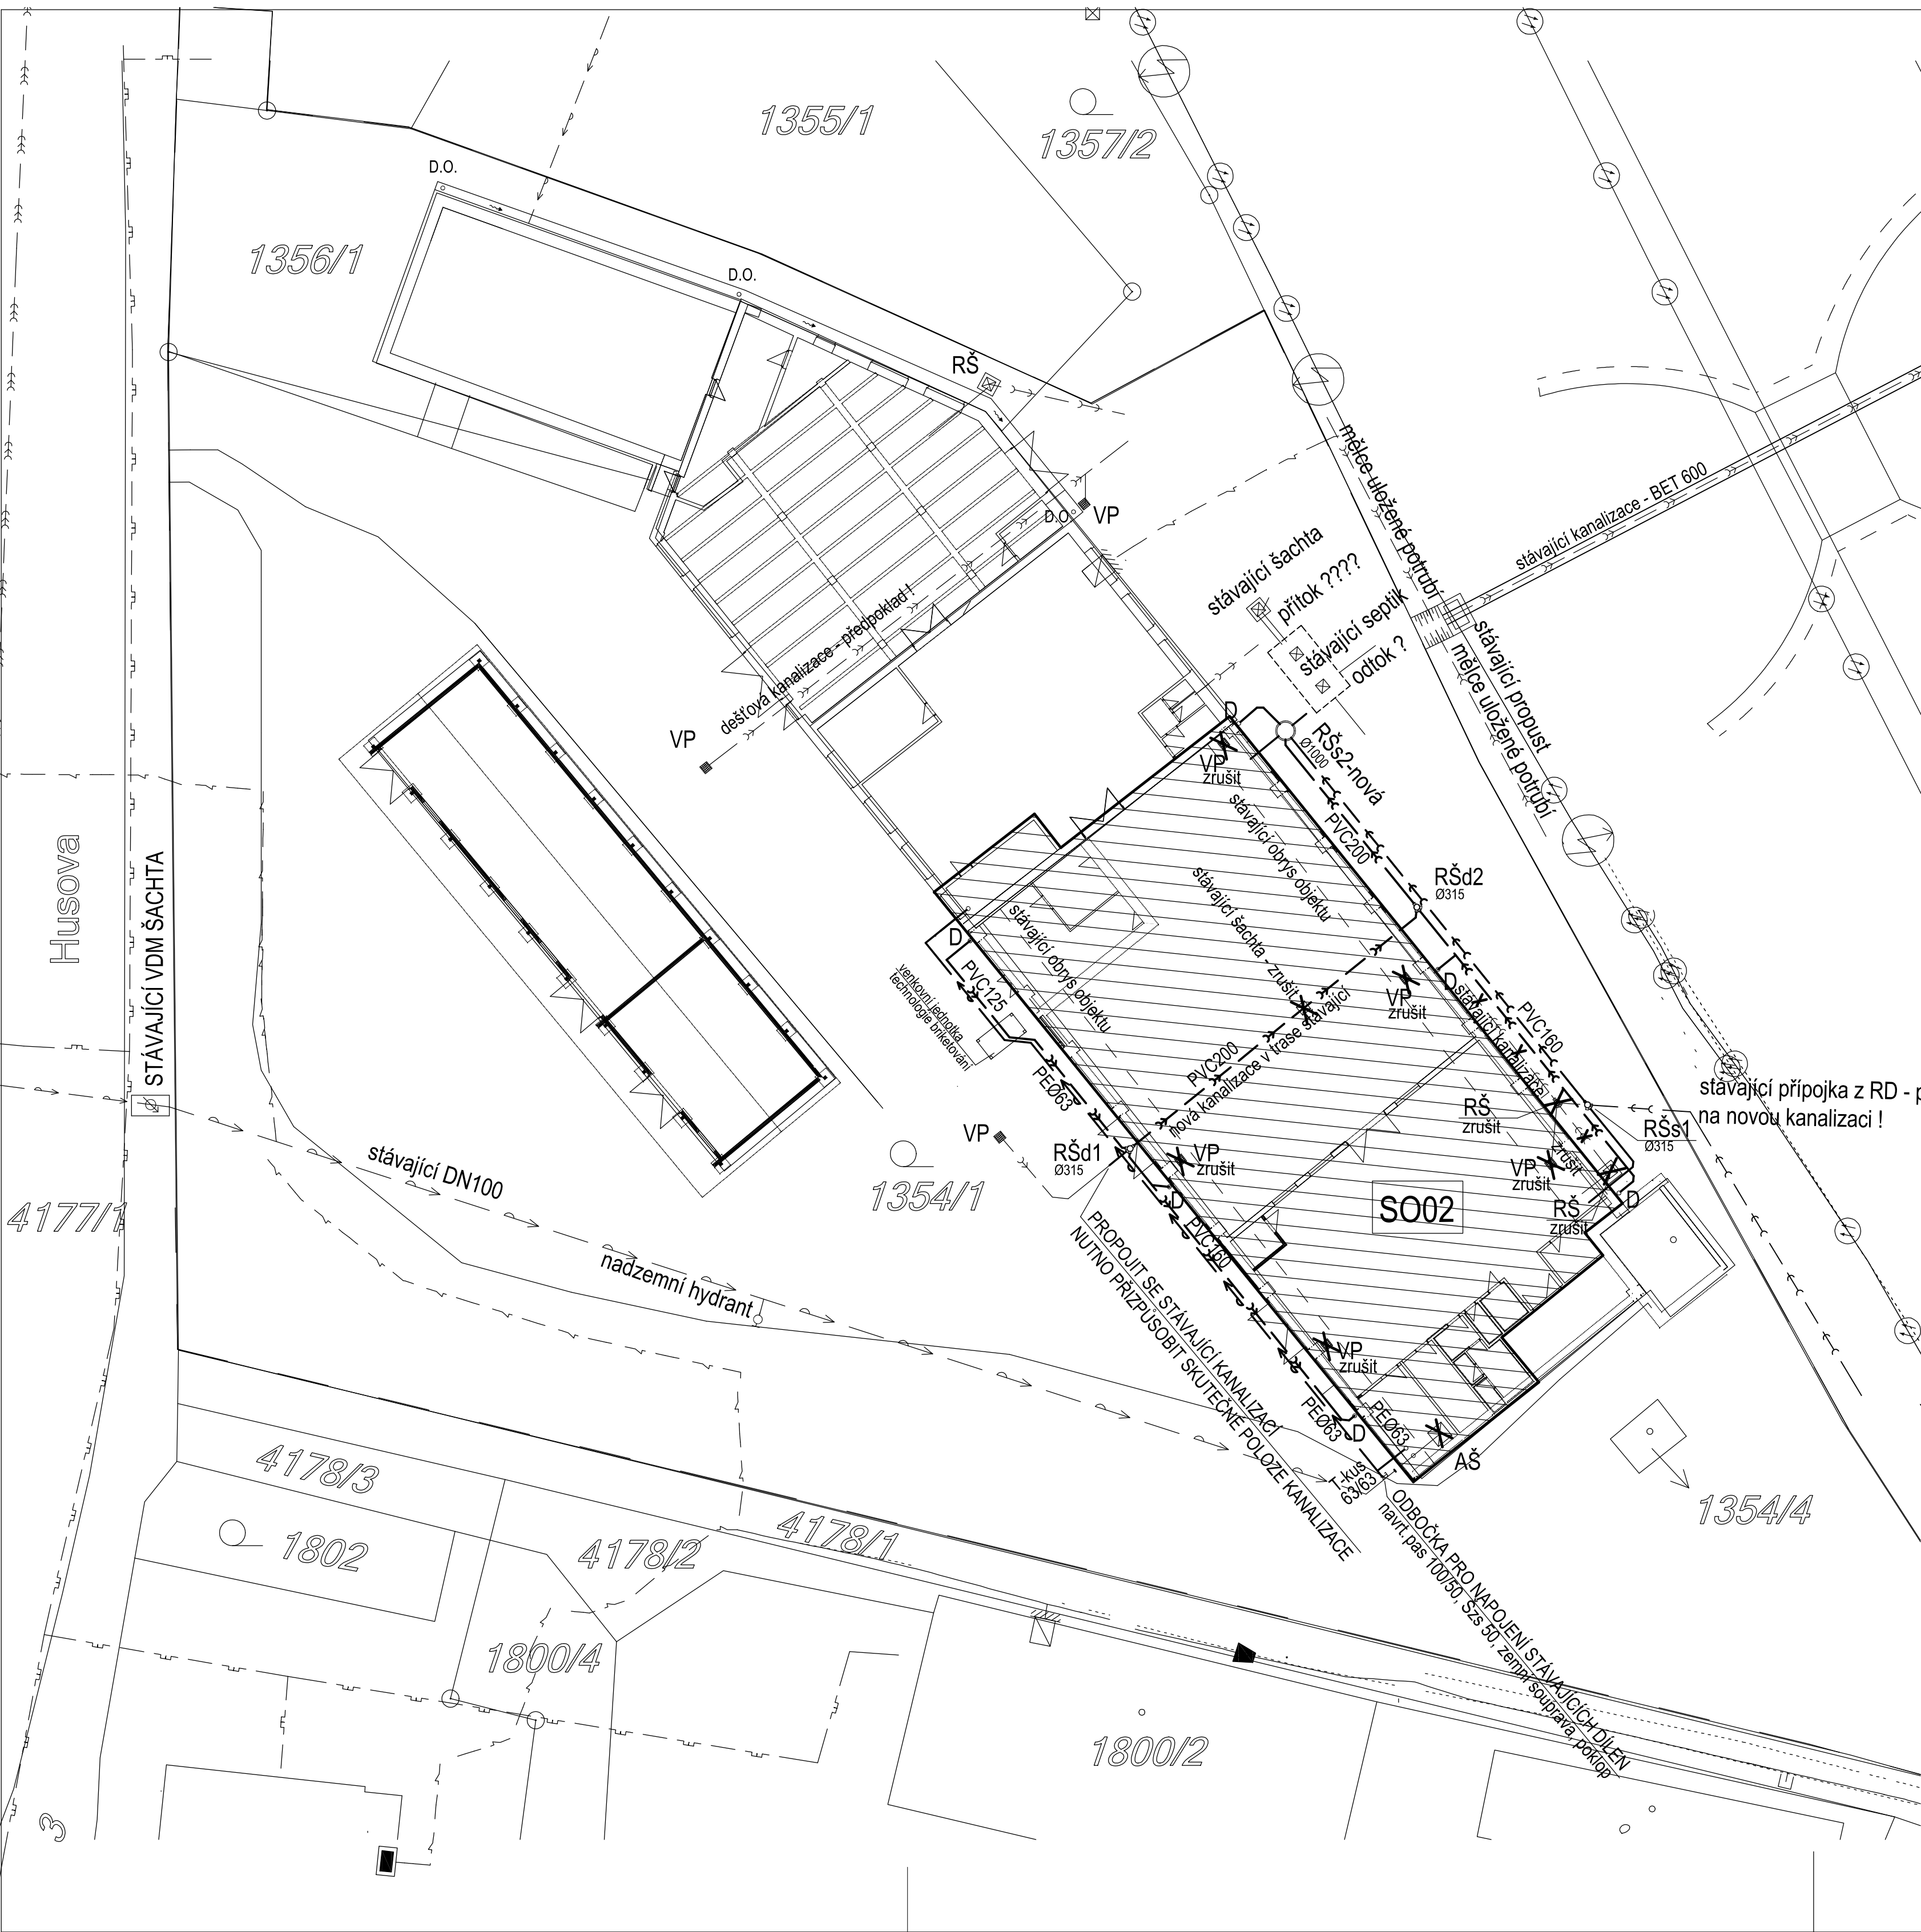 1355/1
1357/2
D.O.
1356/1
D.O.
RŠ
mělce uložené potrubí
stávající kanalizace - BET 600
D.O.
VP
stávající šachta
přítok ????
stávající septik
odtok ?
dešťová kanalizace - předpoklad !
VP
stávající propust
mělce uložené potrubí
D
RŠs2-nová
Ø1000
VP
zrušit
PVC200
stávající obrys objektu
Husova
STÁVAJÍCÍ VDM ŠACHTA
RŠd2
Ø315
stávající šachta - zrušit
stávající obrys objektu
D
PVC125
venkovní jednotka
technologie briketování
VP
zrušit
D
stávající kanalizace
PVC160
PVC200
nová kanalizace v trase stávající
PEØ63
stávající přípojka z RD - p
na novou kanalizaci !
RŠ
zrušit
RŠs1
Ø315
VP
RŠd1
Ø315
VP
zrušit
VP
zrušit
zrušit
stávající DN100
1354/1
D
SO02
RŠ
zrušit
D
4177/1
PVC160
PROPOJIT SE STÁVAJÍCÍ KANALIZACÍ
NUTNO PŘIZPŮSOBIT SKUTEČNÉ POLOZE KANALIZACE
nadzemní hydrant
VP
zrušit
PEØ63
D
PEØ63
AŠ
T-kus
63/63
4178/3
1354/4
1802
4178/2
4178/1
ODBOČKA PRO NAPOJENÍ STÁVAJÍCÍCH DÍLEN
navrt.pas 100/50, Szs 50, zemní souprava, poklop
1800/4
1800/2
3